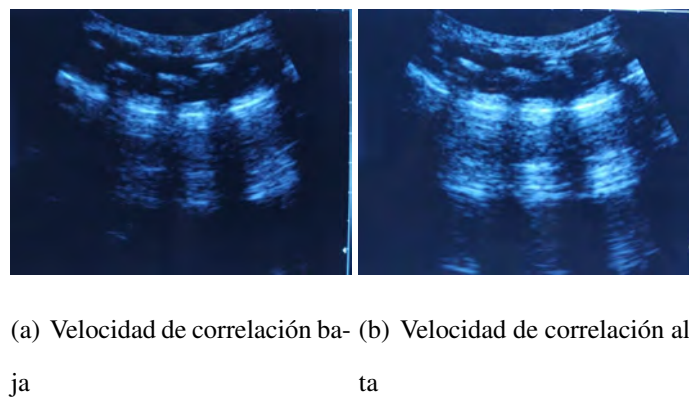 (a) Velocidad de correlación ba-
ja
(b) Velocidad de correlación al
ta